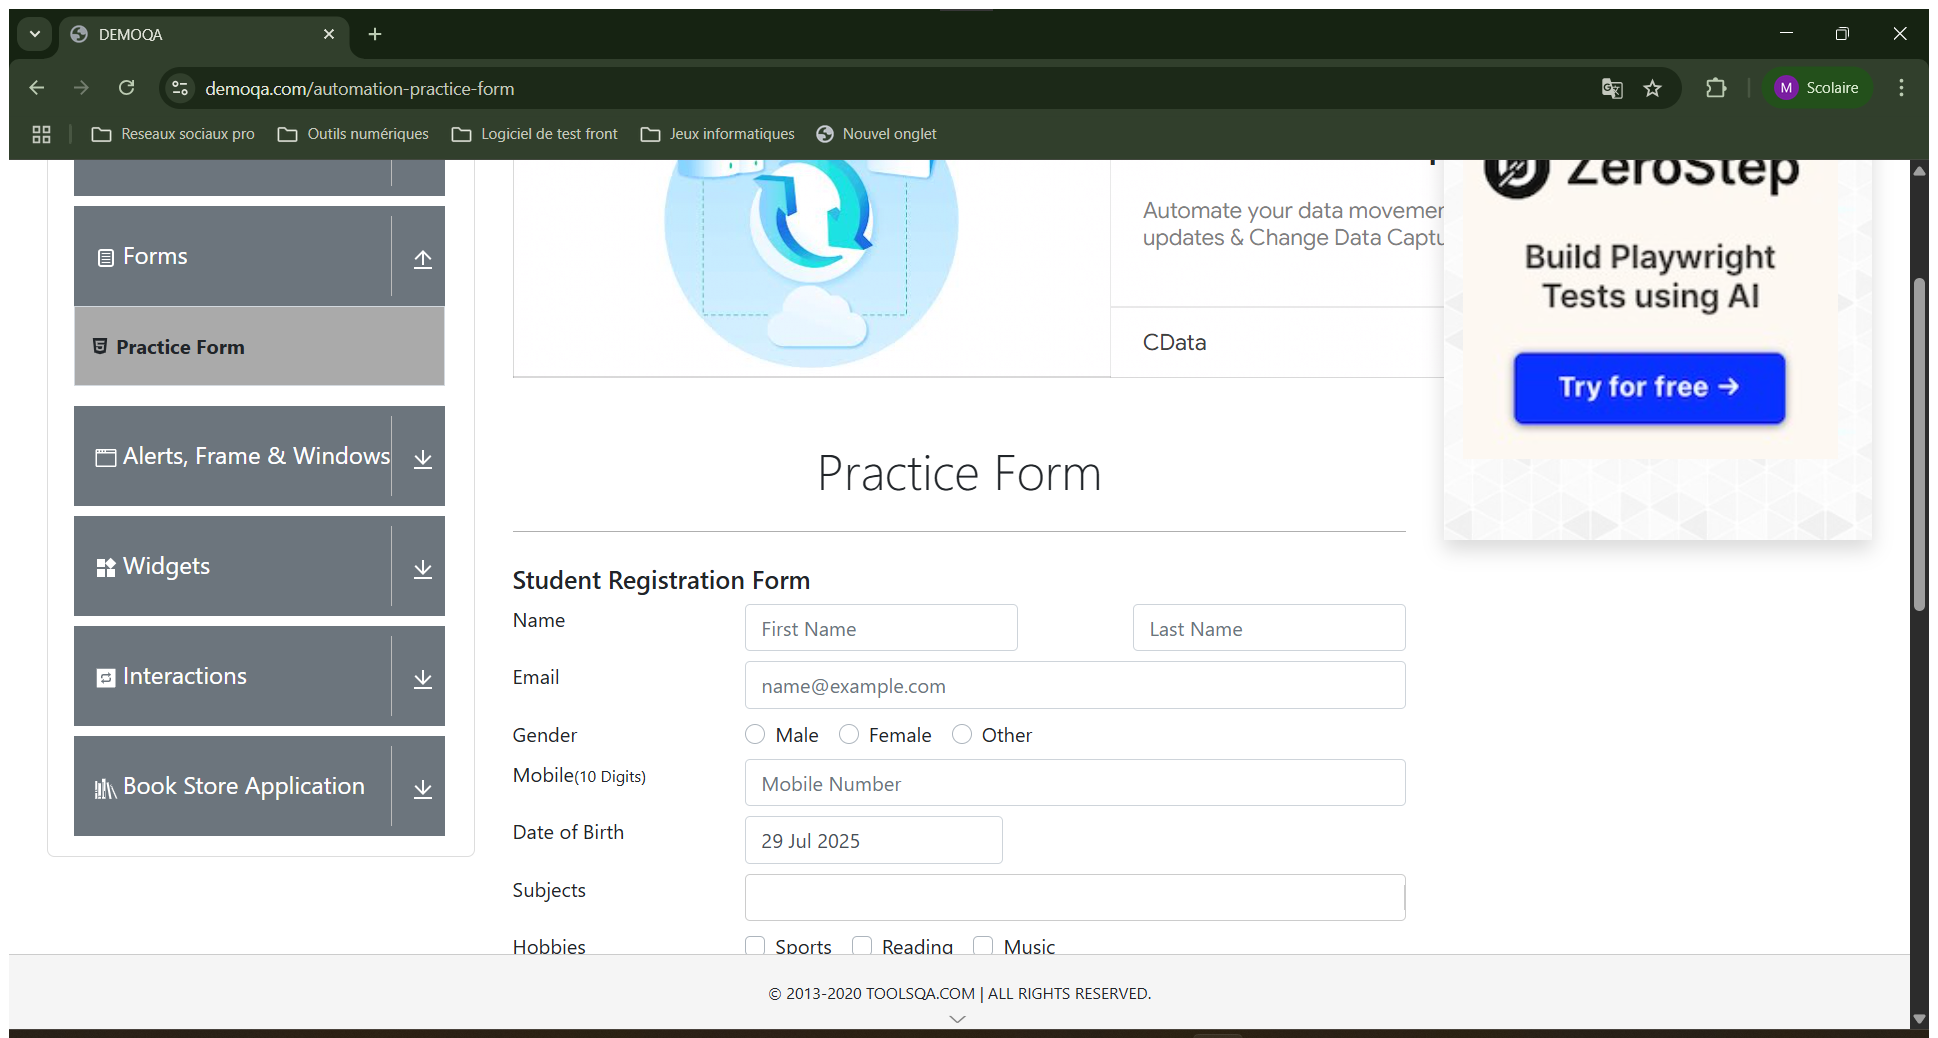 DEMOQA
demoqa.com/automation-practice-form
M Scolaire
Reseaux sociaux pro
Outils numériques
Logiciel de test front
Jeux informatiques
Nouvel onglet
Forms
Practice Form
Alerts, Frame & Windows
Widgets
Interactions
Book Store Application
Automate your data movemen
updates & Change Data Captu
CData
ZeroStep
Build Playwright
Tests using AI
Try for free →
Practice Form
Student Registration Form
Name First Name Last Name
Email name@example.com
Gender Male Female Other
Mobile(10 Digits) Mobile Number
Date of Birth 29 Jul 2025
Subjects
Hobbies Sports Reading Music
© 2013-2020 TOOLSQA.COM | ALL RIGHTS RESERVED.